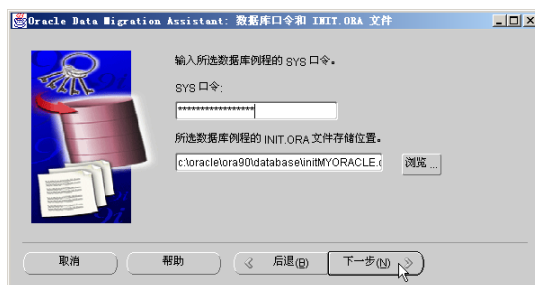 Oracle Data Migration Assistant: 数据库口令和 INIT.ORA 文件
输入所选数据库例程的 SYS 口令。
SYS 口令:
*****************
所选数据库例程的 INIT.ORA 文件存储位置。
c:\oracle\ora90\database\initMYORACLE.
浏览 ...
取消 帮助 后退(B) 下一步(N)